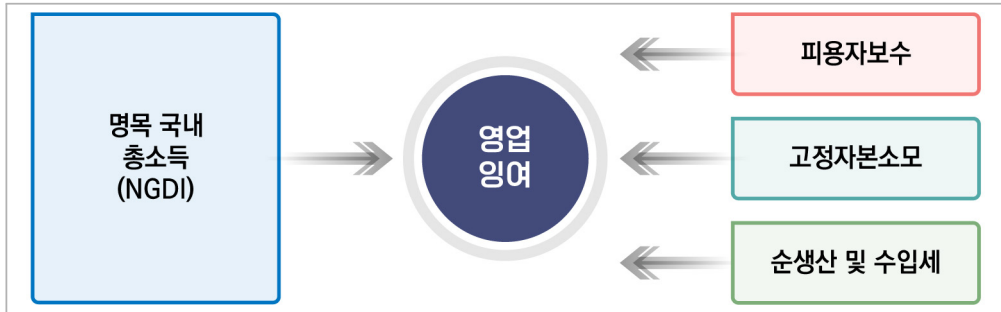 명목 국내
총소득
(NGDI)
영업
잉여
피용자보수
고정자본소모
순생산 및 수입세